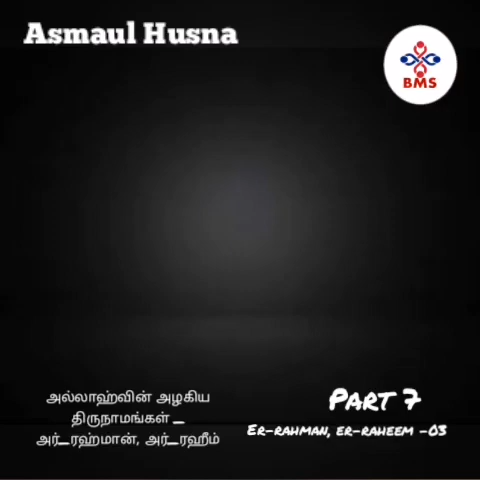 Asmaul Husna
BMS
அல்லாஹ்வின் அழகிய
திருநாமங்கள் _
அர்_ரஹ்மான், அர்_ரஹீம்
Part 7
Er-rahman, er-raheem -03